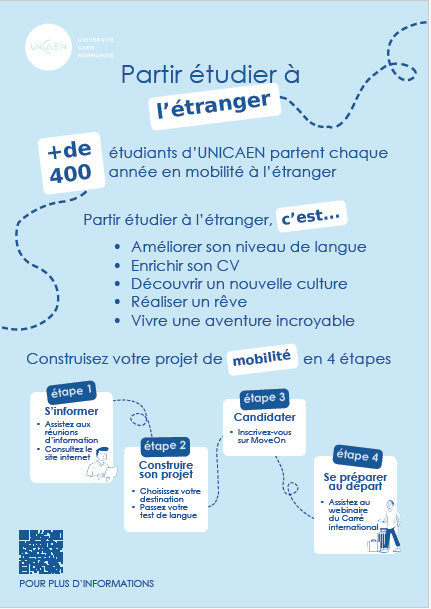 UNICAEN
UNIVERSITÉ
CAEN
NORMANDIE
Partir étudier à
l’étranger
+de
400
étudiants d’UNICAEN partent chaque
année en mobilité à l’étranger
Partir étudier à l’étranger, c’est...
• Améliorer son niveau de langue
• Enrichir son CV
• Découvrir un nouvelle culture
• Réaliser un rêve
• Vivre une aventure incroyable
Construisez votre projet de mobilité en 4 étapes
étape 1
S’informer
• Assistez aux
réunions
d’information
• Consultez le
site internet
étape 2
Construire
son projet
• Choisissez votre
destination
• Passez votre
test de langue
étape 3
Candidater
• Inscrivez-vous
sur MoveOn
étape 4
Se préparer
au départ
• Assistez au
webinaire
du Carré
international
POUR PLUS D’INFORMATIONS